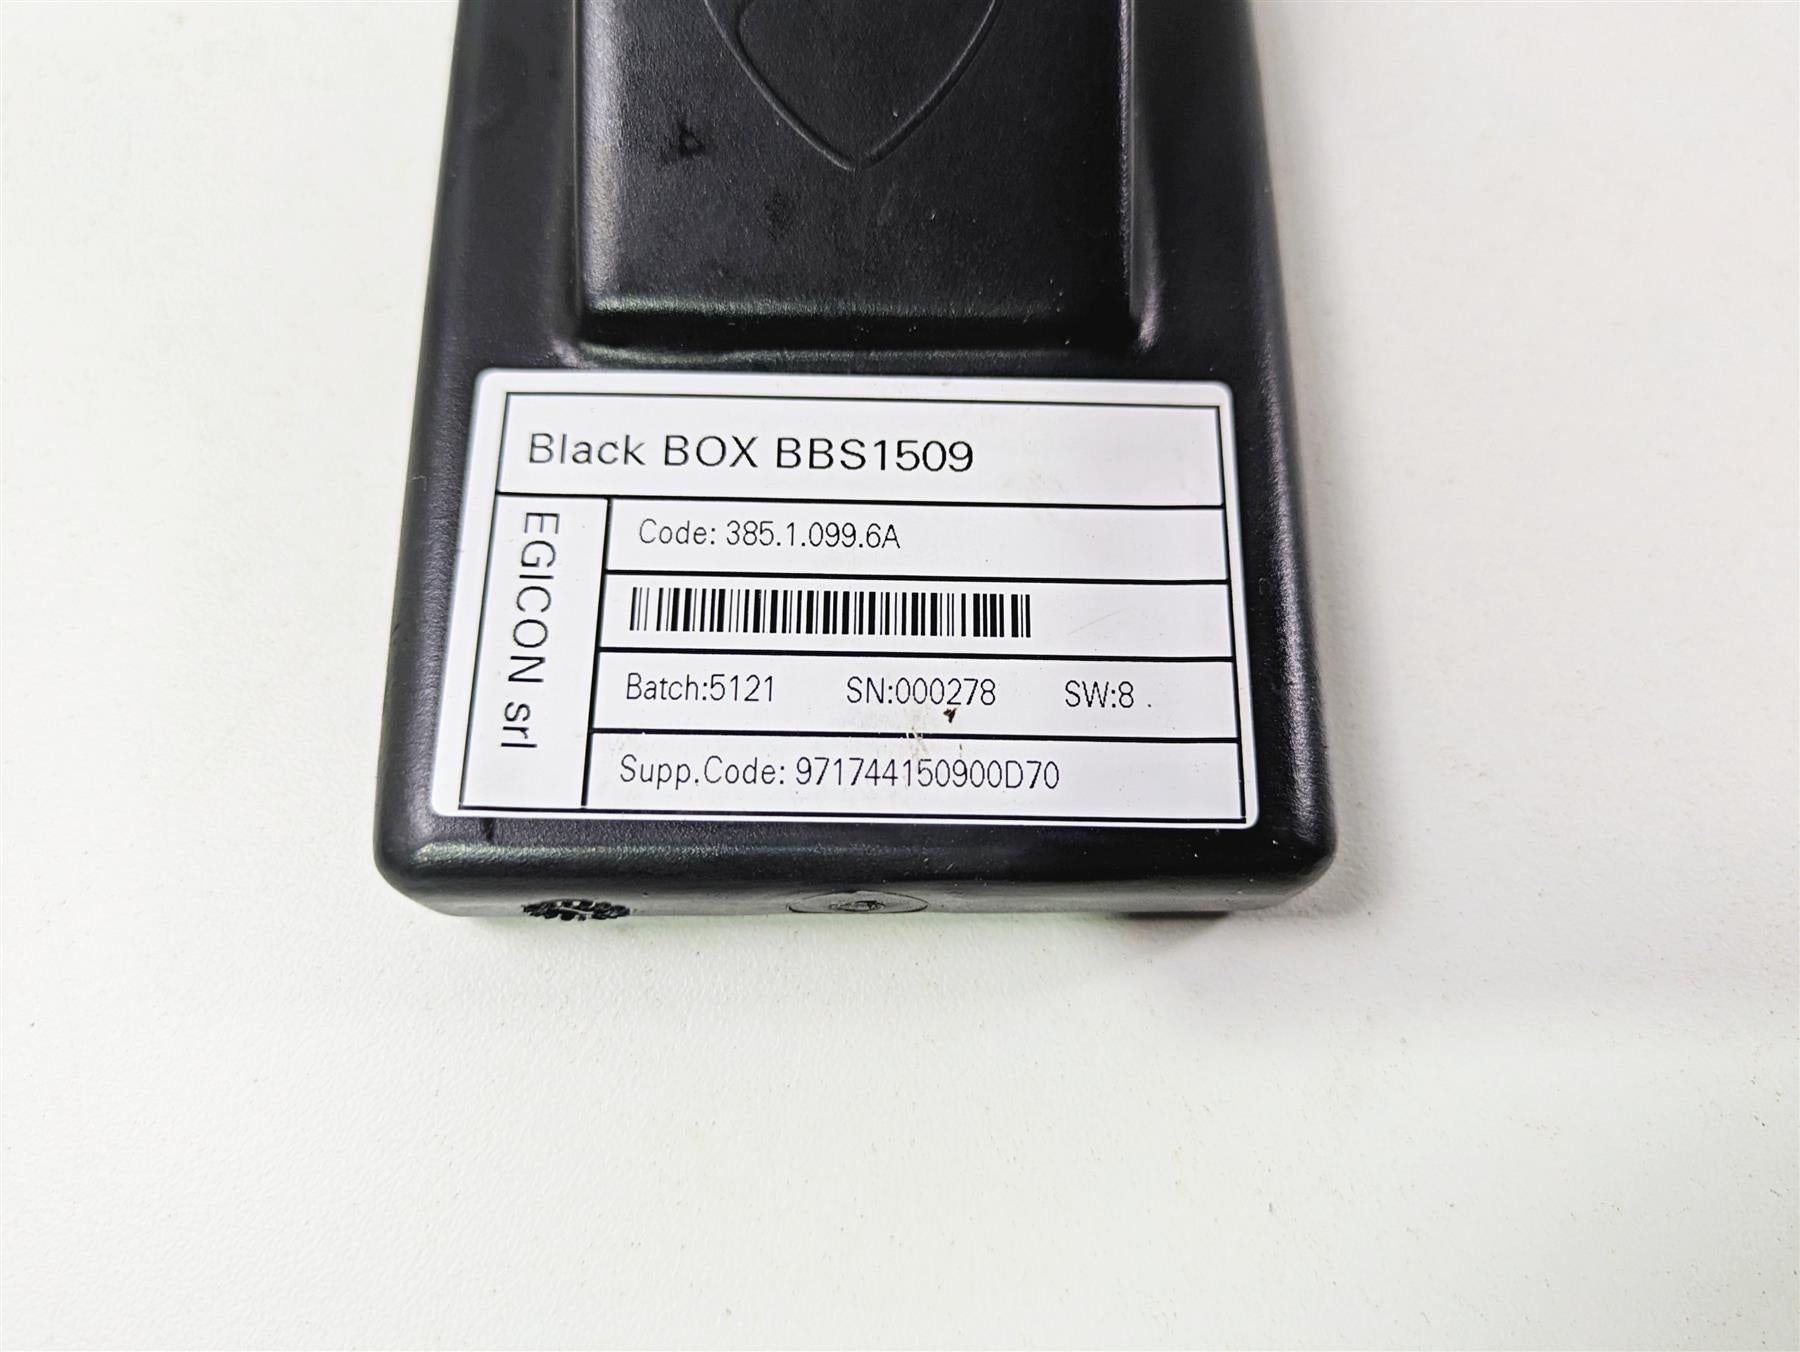 Black BOX BBS1509
EGICON srl
Code: 385.1.099.6A
Batch:5121 SN:000278 SW:8 .
Supp.Code: 971744150900D70